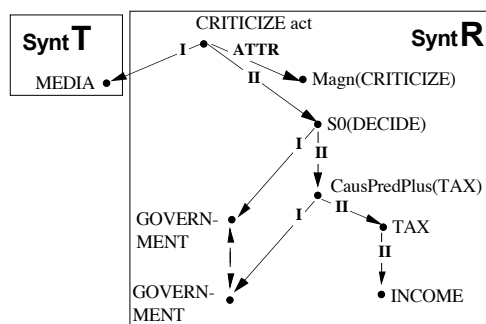 CRITICIZE act
Synt T
Synt R
I
ATTR
II
MEDIA
Magn(CRITICIZE)
S0(DECIDE)
I
II
CausPredPlus(TAX)
GOVERN-
MENT
I
II
TAX
II
GOVERN-
MENT
INCOME